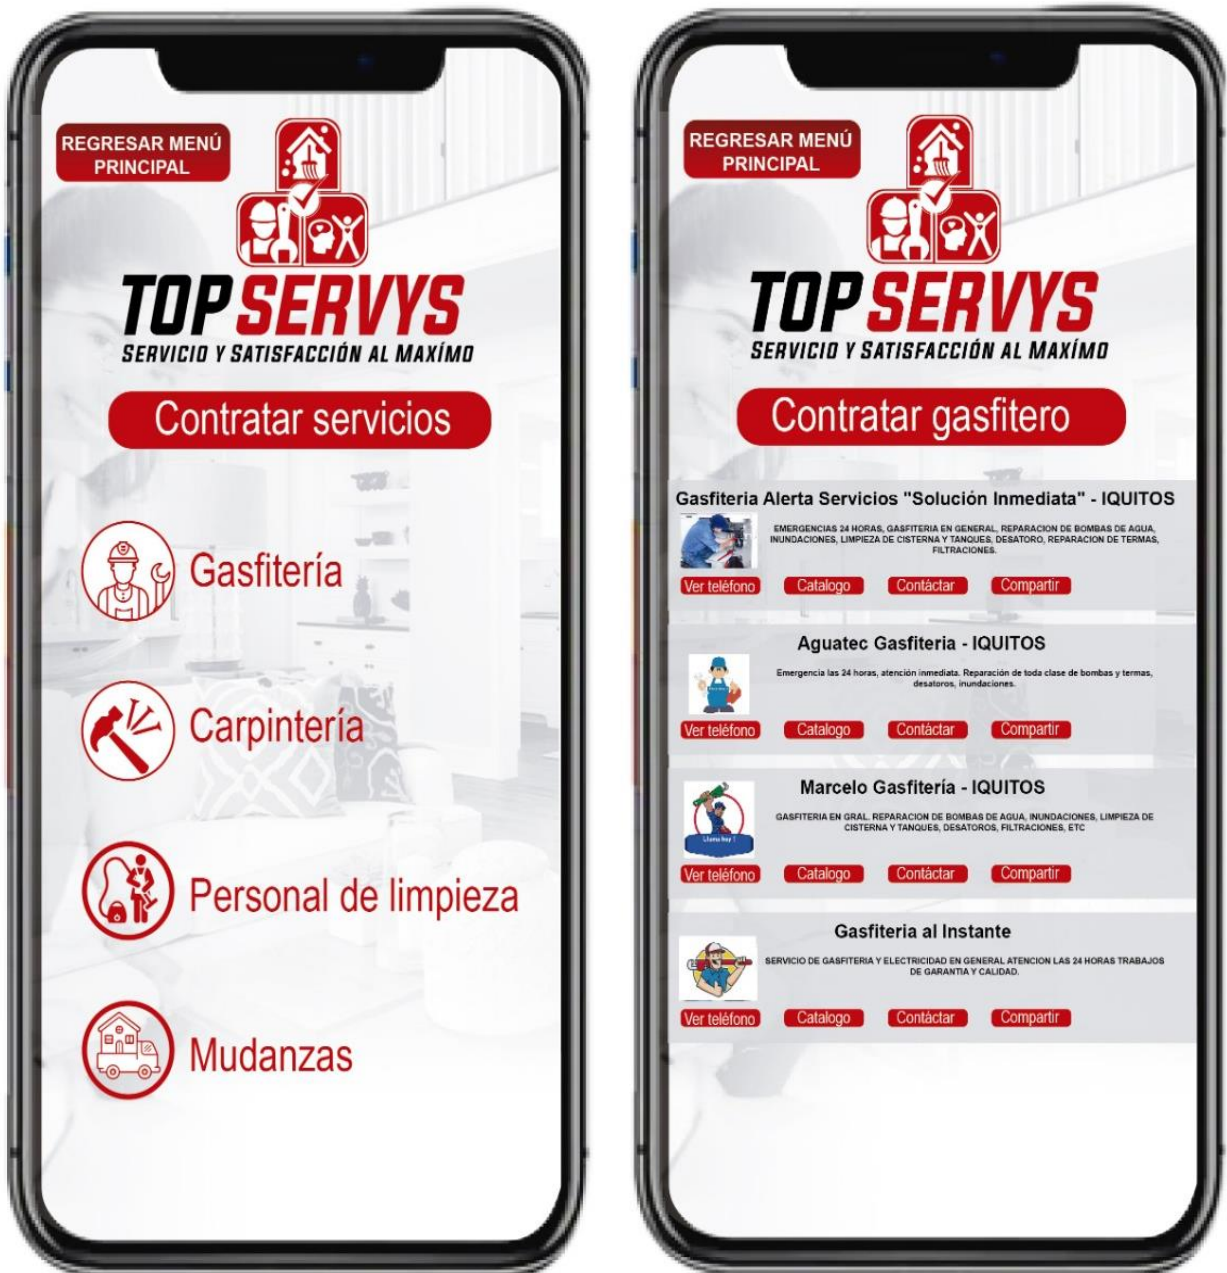 REGRESAR MENÚ
PRINCIPAL
TOP SERVYS
SERVICIO Y SATISFACCIÓN AL MAXÍMO
Contratar servicios
Gasfitería
Carpintería
Personal de limpieza
Mudanzas
REGRESAR MENÚ
PRINCIPAL
TOP SERVYS
SERVICIO Y SATISFACCIÓN AL MAXÍMO
Contratar gasfitero
Gasfiteria Alerta Servicios "Solución Inmediata" - IQUITOS
EMERGENCIAS 24 HORAS, GASFITERIA EN GENERAL, REPARACION DE BOMBAS DE AGUA,
INUNDACIONES, LIMPIEZA DE CISTERNA Y TANQUES, DESATORO, REPARACION DE TERMAS,
FILTRACIONES.
Ver teléfono Catalogo Contáctar Compartir
Aguatec Gasfiteria - IQUITOS
Emergencia las 24 horas, atención inmediata. Reparación de toda clase de bombas y termas,
desatoros, inundaciones.
Ver teléfono Catalogo Contáctar Compartir
Marcelo Gasfitería - IQUITOS
GASFITERIA EN GRAL. REPARACION DE BOMBAS DE AGUA, INUNDACIONES, LIMPIEZA DE
CISTERNA Y TANQUES, DESATOROS, FILTRACIONES, ETC
Llama hoy !
Ver teléfono Catalogo Contáctar Compartir
Gasfiteria al Instante
SERVICIO DE GASFITERIA Y ELECTRICIDAD EN GENERAL ATENCION LAS 24 HORAS TRABAJOS
DE GARANTIA Y CALIDAD.
Ver teléfono Catalogo Contáctar Compartir